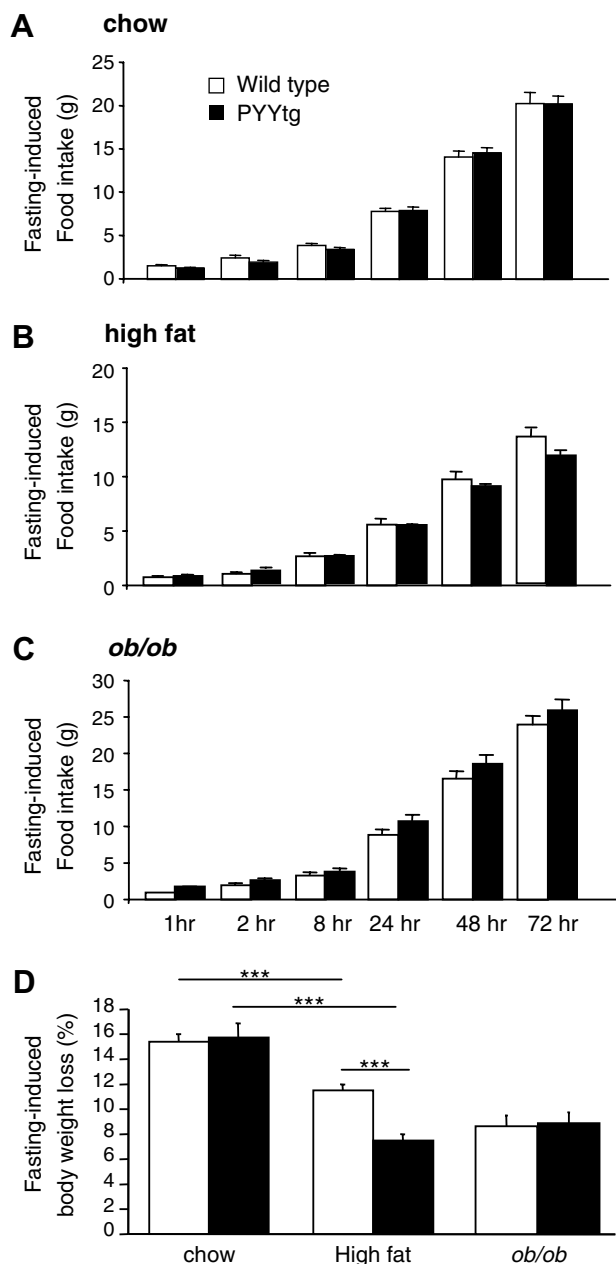 A chow
Fasting-induced
Food intake (g)
25
20
15
10
5
0
Wild type
PYYtg
B high fat
Fasting-induced
Food intake (g)
20
15
10
5
0
C ob/ob
Fasting-induced
Food intake (g)
30
25
20
15
10
5
0
1hr 2 hr 8 hr 24 hr 48 hr 72 hr
D
Fasting-induced
body weight loss (%)
18
16
14
12
10
8
6
4
2
0
***
***
***
chow High fat ob/ob